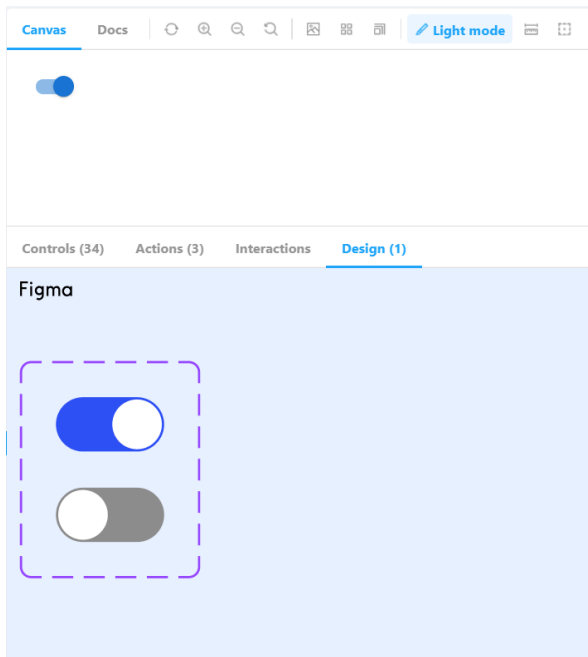 Canvas Docs Light mode
Controls (34) Actions (3) Interactions Design (1)
Figma